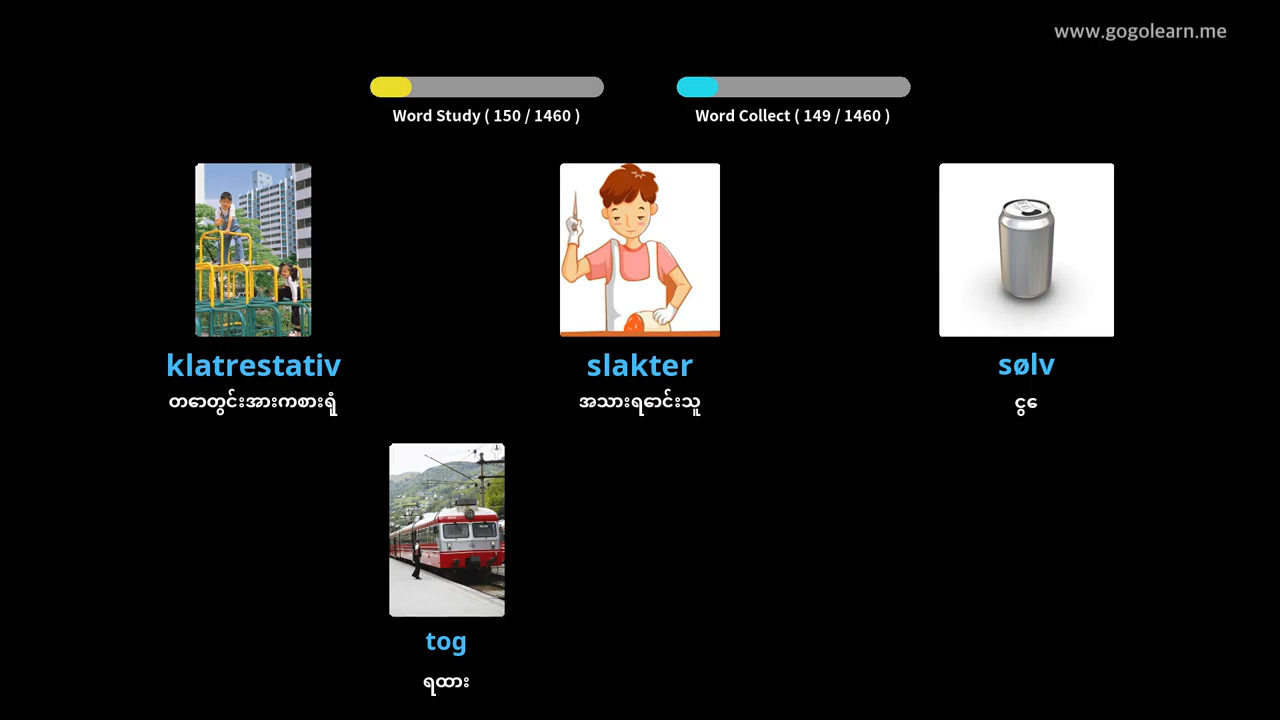 www.gogolearn.me
Word Study ( 150 / 1460 )
Word Collect ( 149 / 1460 )
klatrestativ
တောတွင်းအားကစားရုံ
slakter
အသားရောင်းသူ
sølv
ငွေ
tog
ရထား